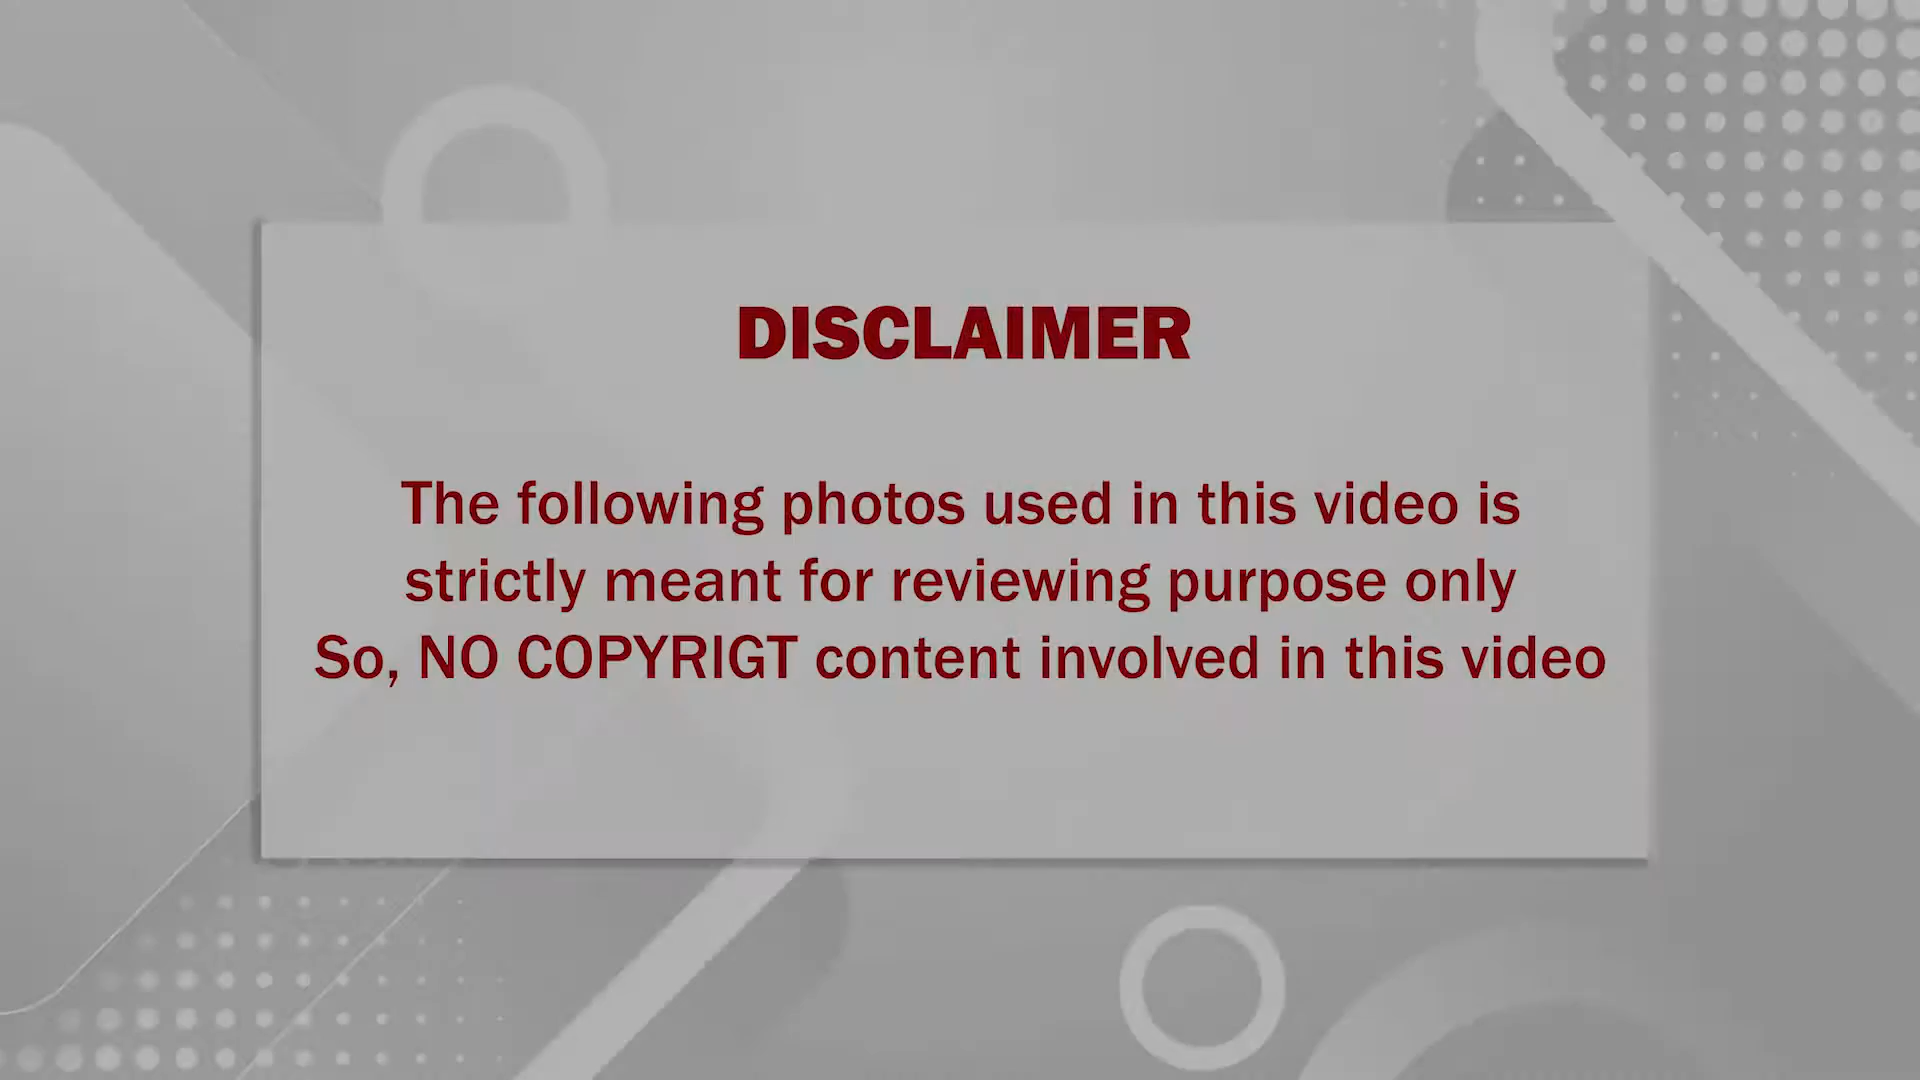 DISCLAIMER
The following photos used in this video is
strictly meant for reviewing purpose only
So, NO COPYRIGT content involved in this video